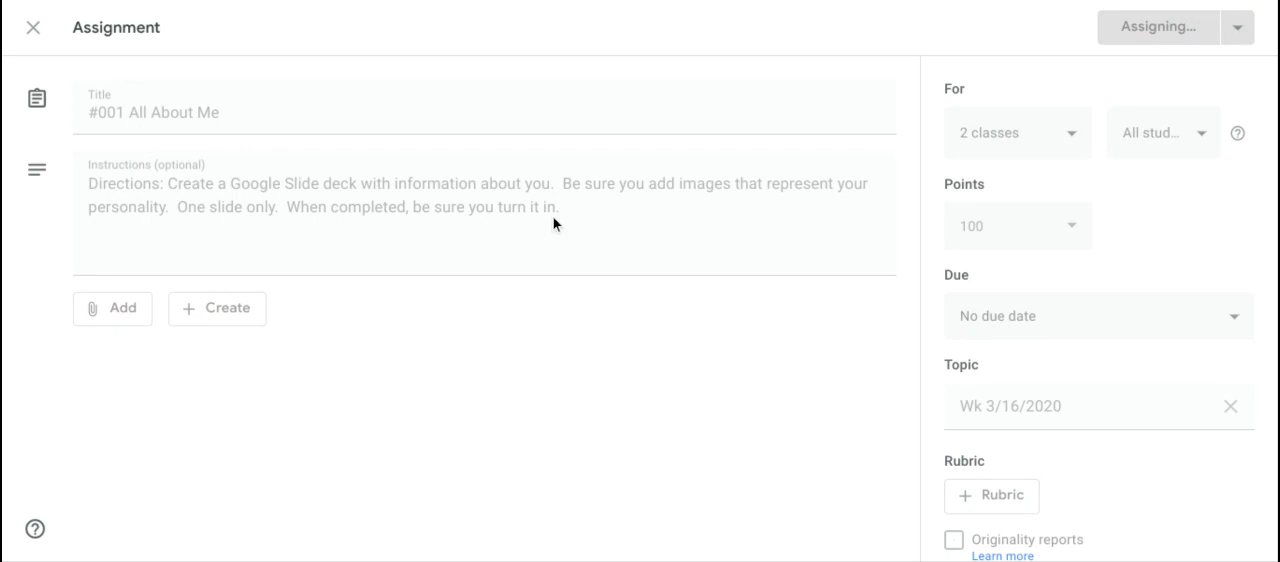 Assignment
Assigning...
Title
#001 All About Me
Instructions (optional)
Directions: Create a Google Slide deck with information about you.  Be sure you add images that represent your
personality.  One slide only.  When completed, be sure you turn it in.
Add
Create
For
2 classes
All stud...
Points
100
Due
No due date
Topic
Wk 3/16/2020
Rubric
Rubric
Originality reports
Learn more